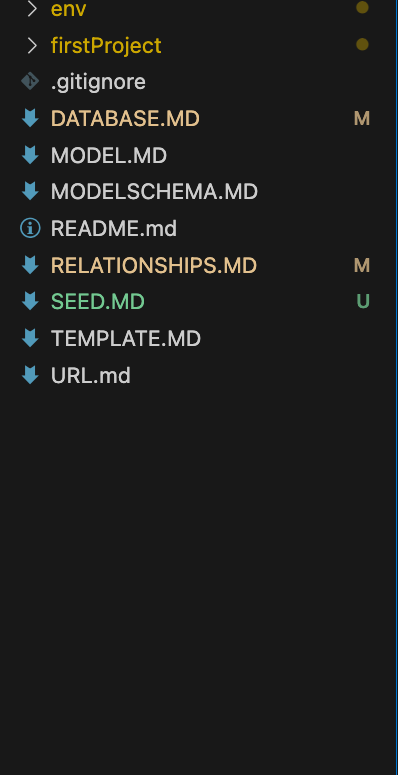 env
firstProject
.gitignore
DATABASE.MD M
MODEL.MD
MODELSCHEMA.MD
README.md
RELATIONSHIPS.MD M
SEED.MD U
TEMPLATE.MD
URL.md